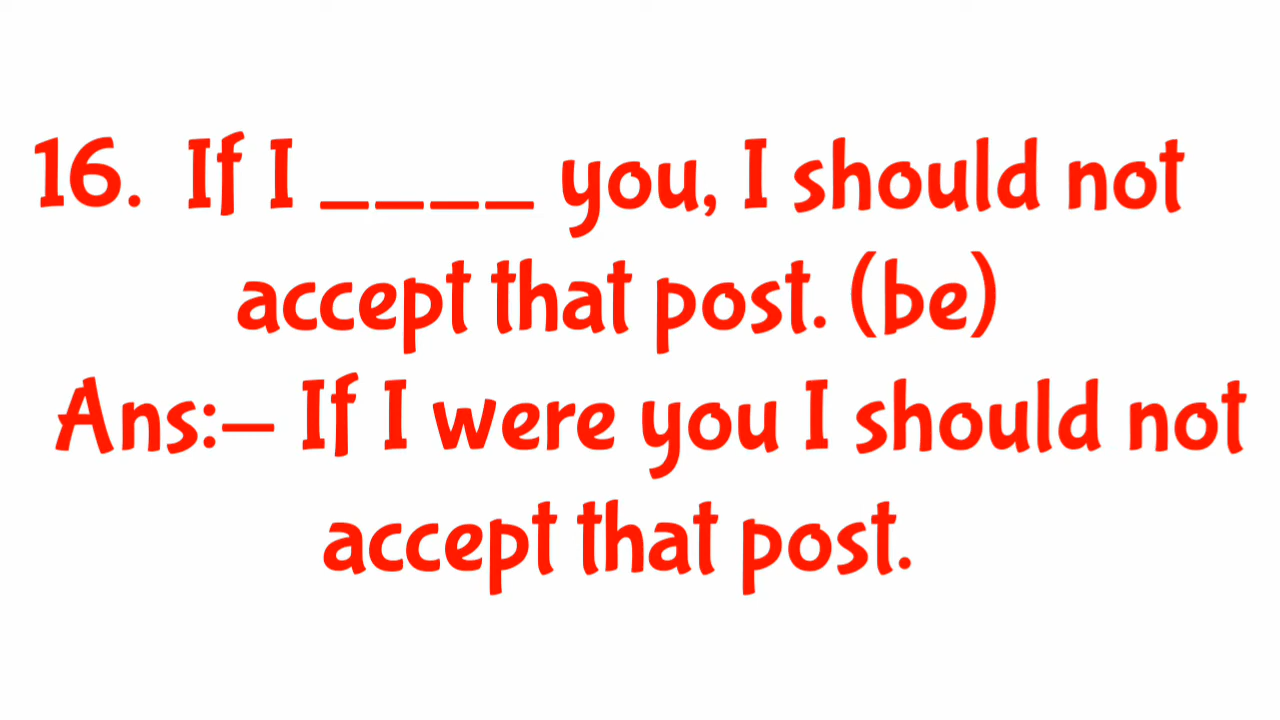 16. If I ____ you, I should not
accept that post. (be)
Ans:– If I were you I should not
accept that post.